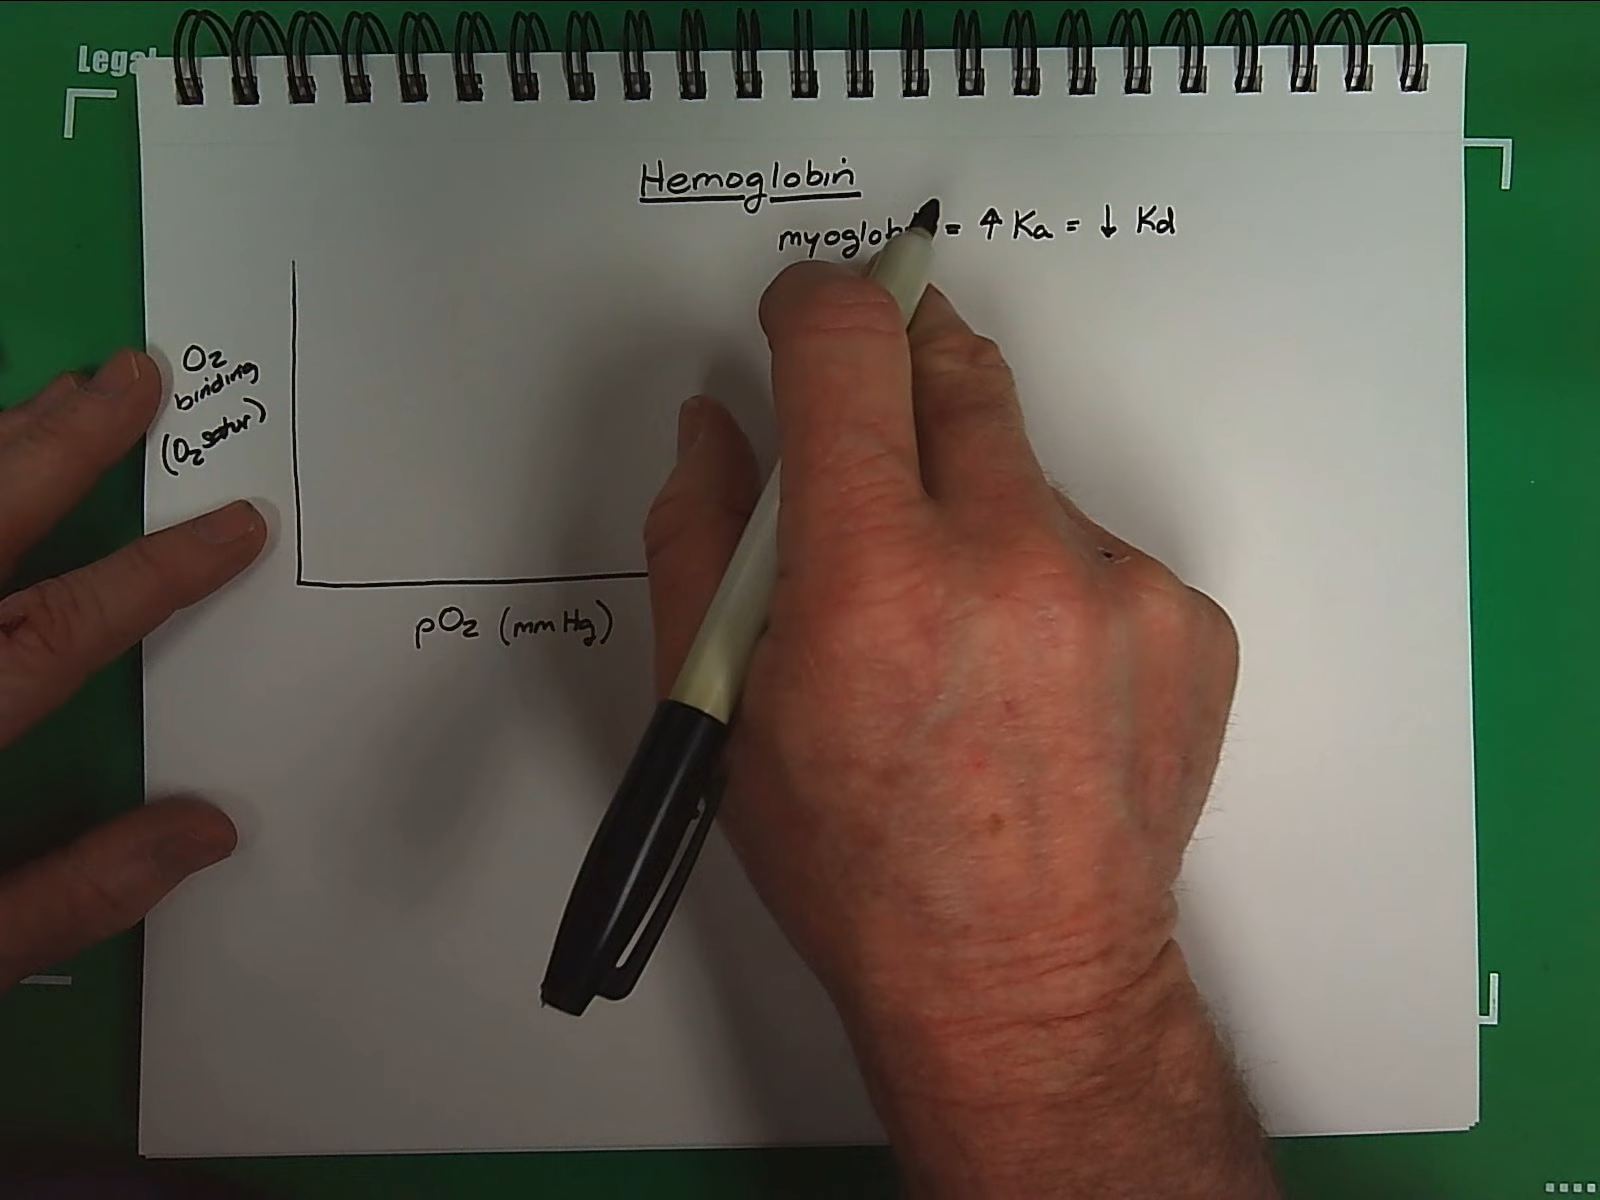 Legal
Hemoglobin
= ↑ Ka = ↓ Kd
O₂
binding
(O₂ satur)
pO₂ (mm Hg)